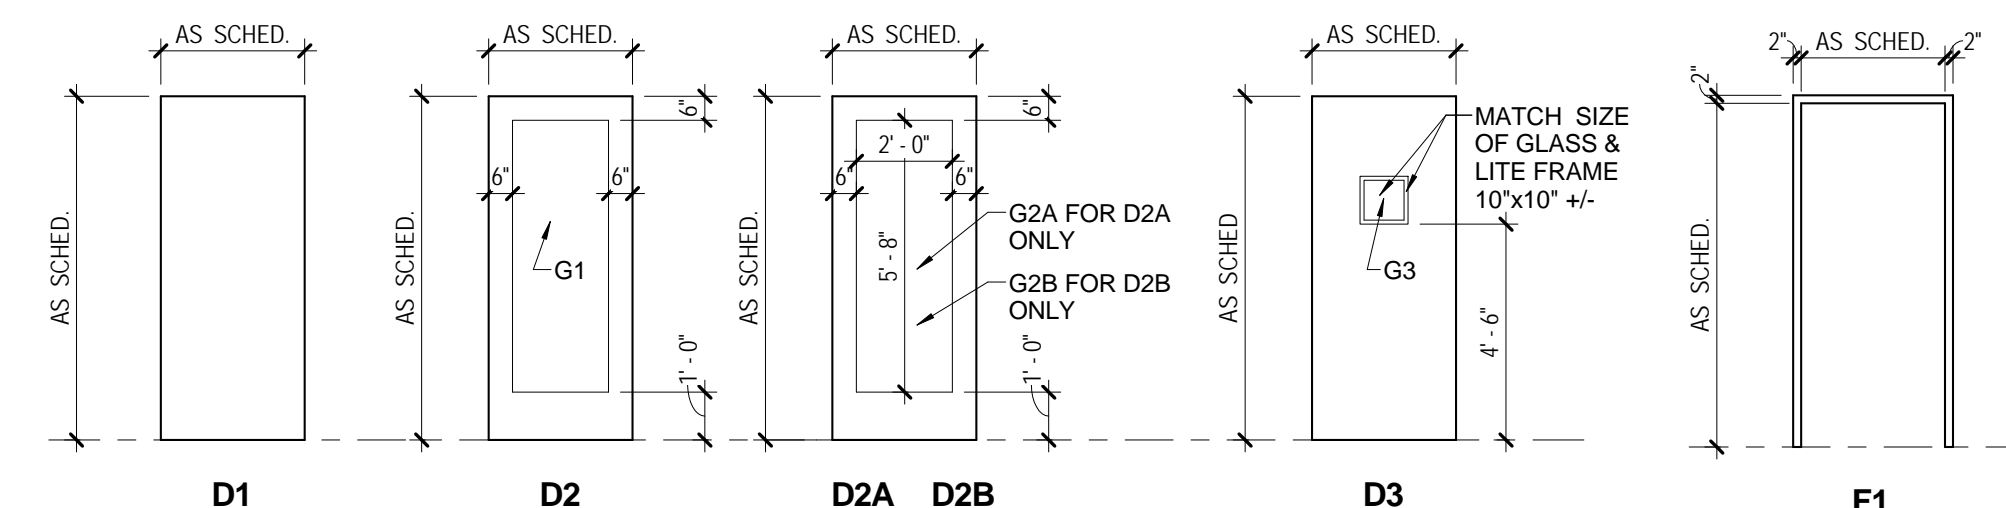 AS SCHED.
AS SCHED.
D1
AS SCHED.
6"
6"
6"
AS SCHED.
G1
1' - 0"
D2
AS SCHED.
6"
2' - 0"
6"
6"
AS SCHED.
5' - 8"
G2A FOR D2A
ONLY
G2B FOR D2B
ONLY
1' - 0"
D2A D2B
AS SCHED.
MATCH SIZE
OF GLASS &
LITE FRAME
10"x10" +/-
AS SCHED
G3
4' - 6"
D3
2" AS SCHED. 2"
2"
AS SCHED.
F1